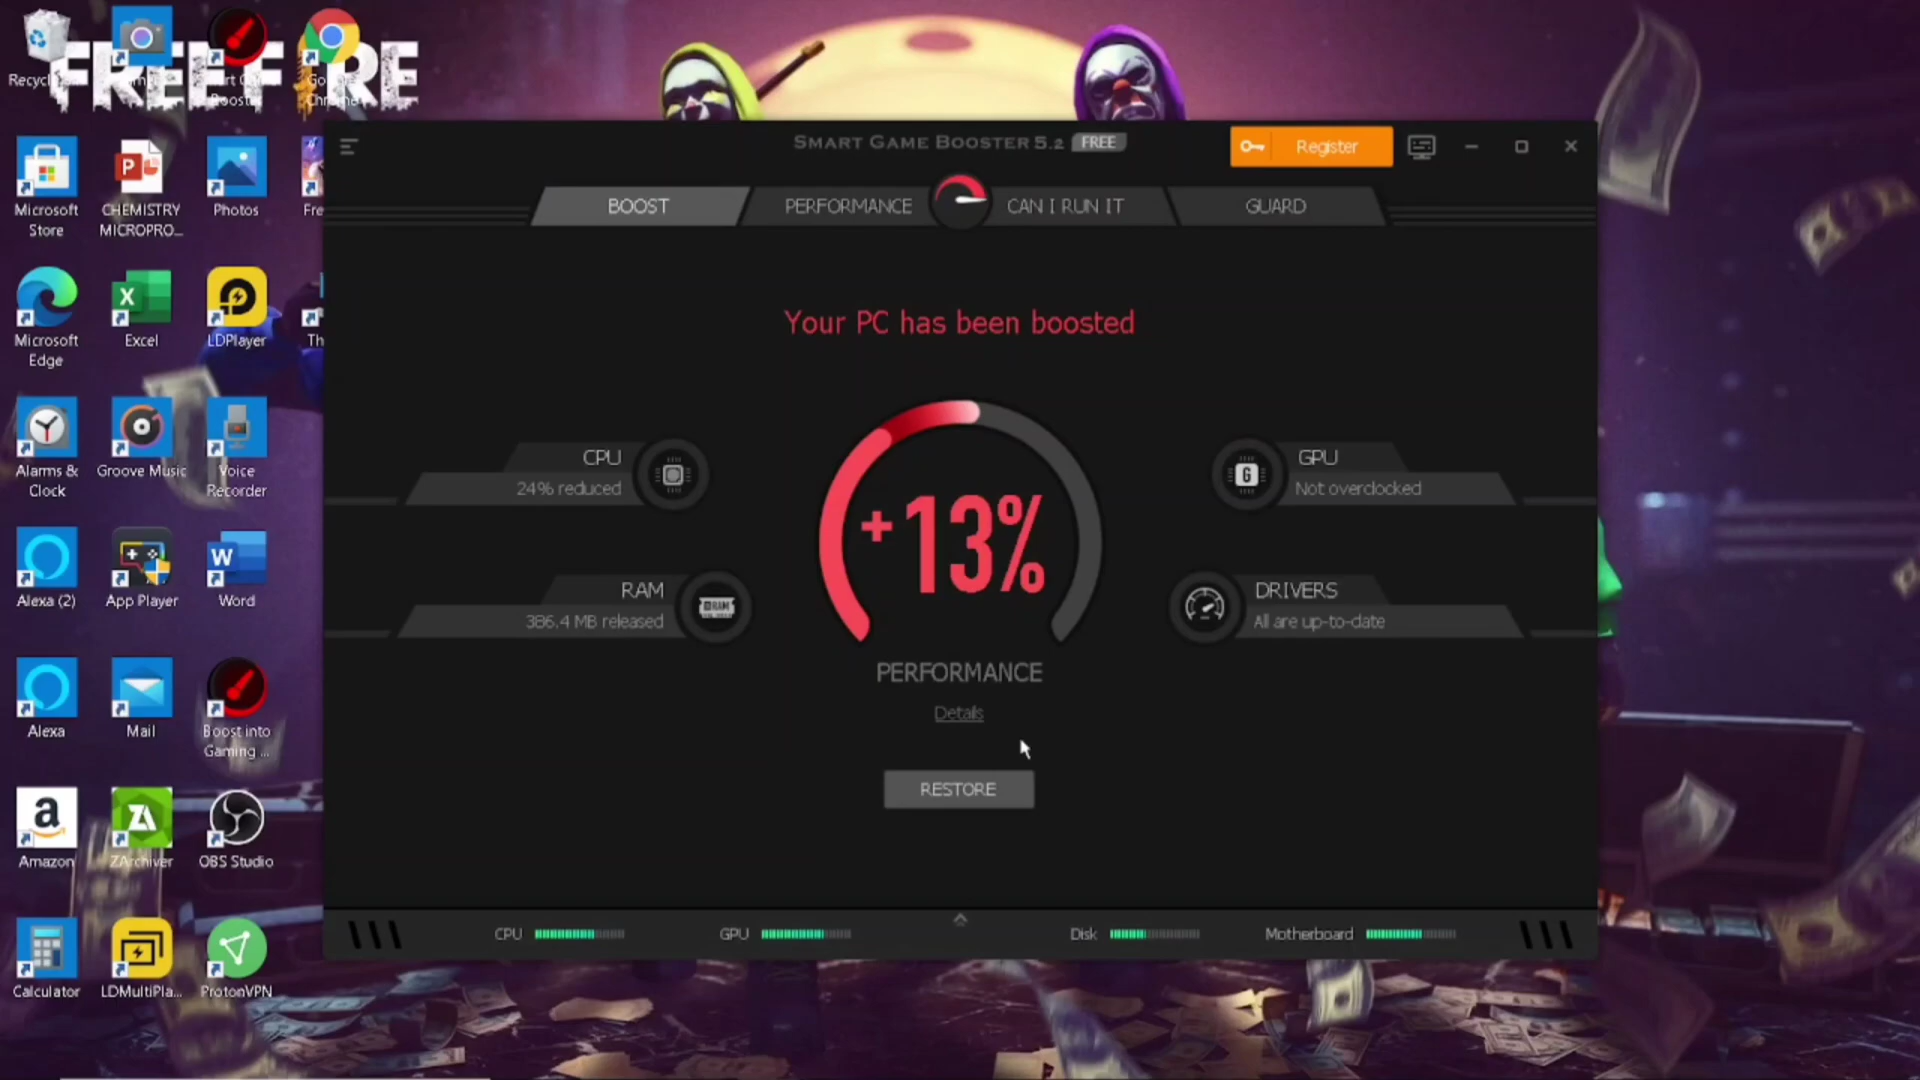 FREE FIRE
SMART GAME BOOSTER 5.2 FREE
Register
BOOST
PERFORMANCE
CAN I RUN IT
GUARD
Your PC has been boosted
CPU
24% reduced
GPU
Not overclocked
+13%
RAM
386.4 MB released
DRIVERS
All are up-to-date
PERFORMANCE
Details
RESTORE
CPU
GPU
Disk
Motherboard
Microsoft
Store
CHEMISTRY
MICROPRO...
Photos
Microsoft
Edge
Excel
LDPlayer
Alarms &
Clock
Groove Music
Voice
Recorder
Alexa (2)
App Player
Word
Alexa
Mail
Boost into
Gaming ...
Amazon
ZArchiver
OBS Studio
Calculator
LDMultiPla...
ProtonVPN